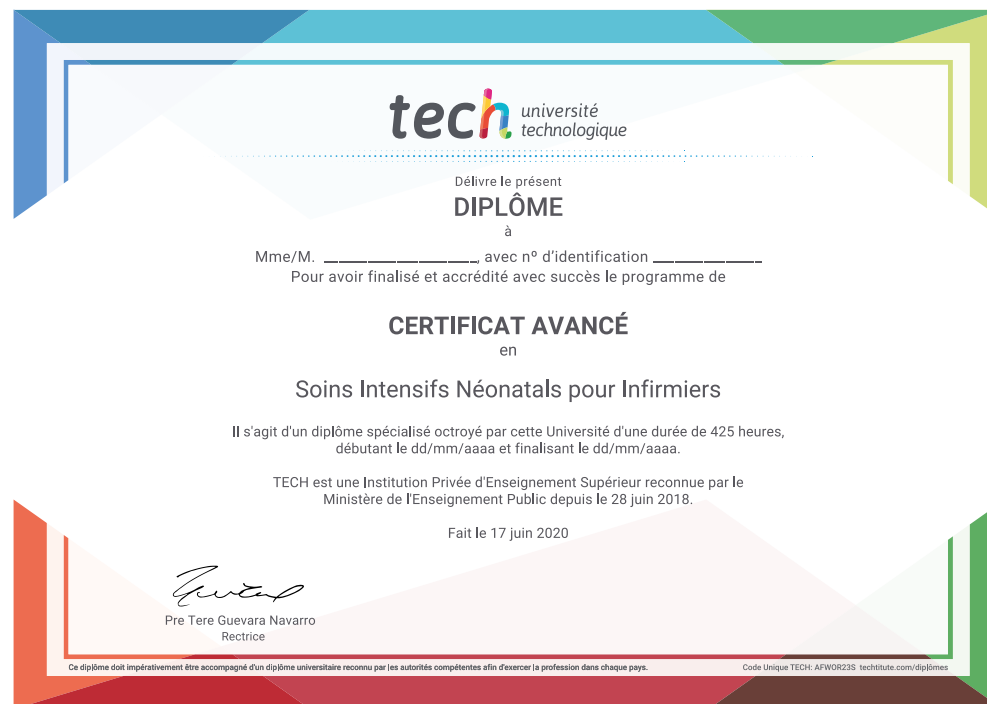 tech université
technologique
Délivre le présent
DIPLÔME
à
Mme/M. ____________________, avec nº d'identification ______________
Pour avoir finalisé et accrédité avec succès le programme de
CERTIFICAT AVANCÉ
en
Soins Intensifs Néonatals pour Infirmiers
Il s'agit d'un diplôme spécialisé octroyé par cette Université d'une durée de 425 heures,
débutant le dd/mm/aaaa et finalisant le dd/mm/aaaa.
TECH est une Institution Privée d'Enseignement Supérieur reconnue par le
Ministère de l'Enseignement Public depuis le 28 juin 2018.
Fait le 17 juin 2020
Pre Tere Guevara Navarro
Rectrice
Ce diplôme doit impérativement être accompagné d'un diplôme universitaire reconnu par les autorités compétentes afin d'exercer la profession dans chaque pays.
Code Unique TECH: AFWOR23S techtitute.com/diplômes